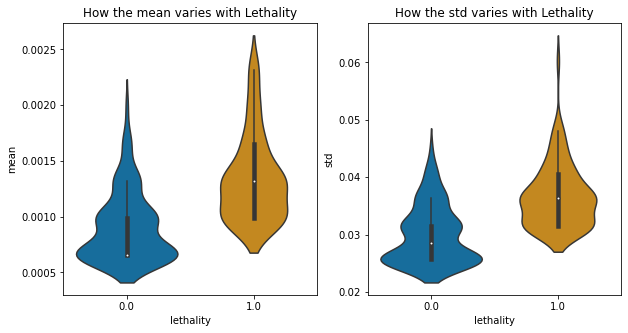 How the mean varies with Lethality
mean
0.0025
0.0020
0.0015
0.0010
0.0005
0.0
1.0
lethality
How the std varies with Lethality
std
0.06
0.05
0.04
0.03
0.02
0.0
1.0
lethality